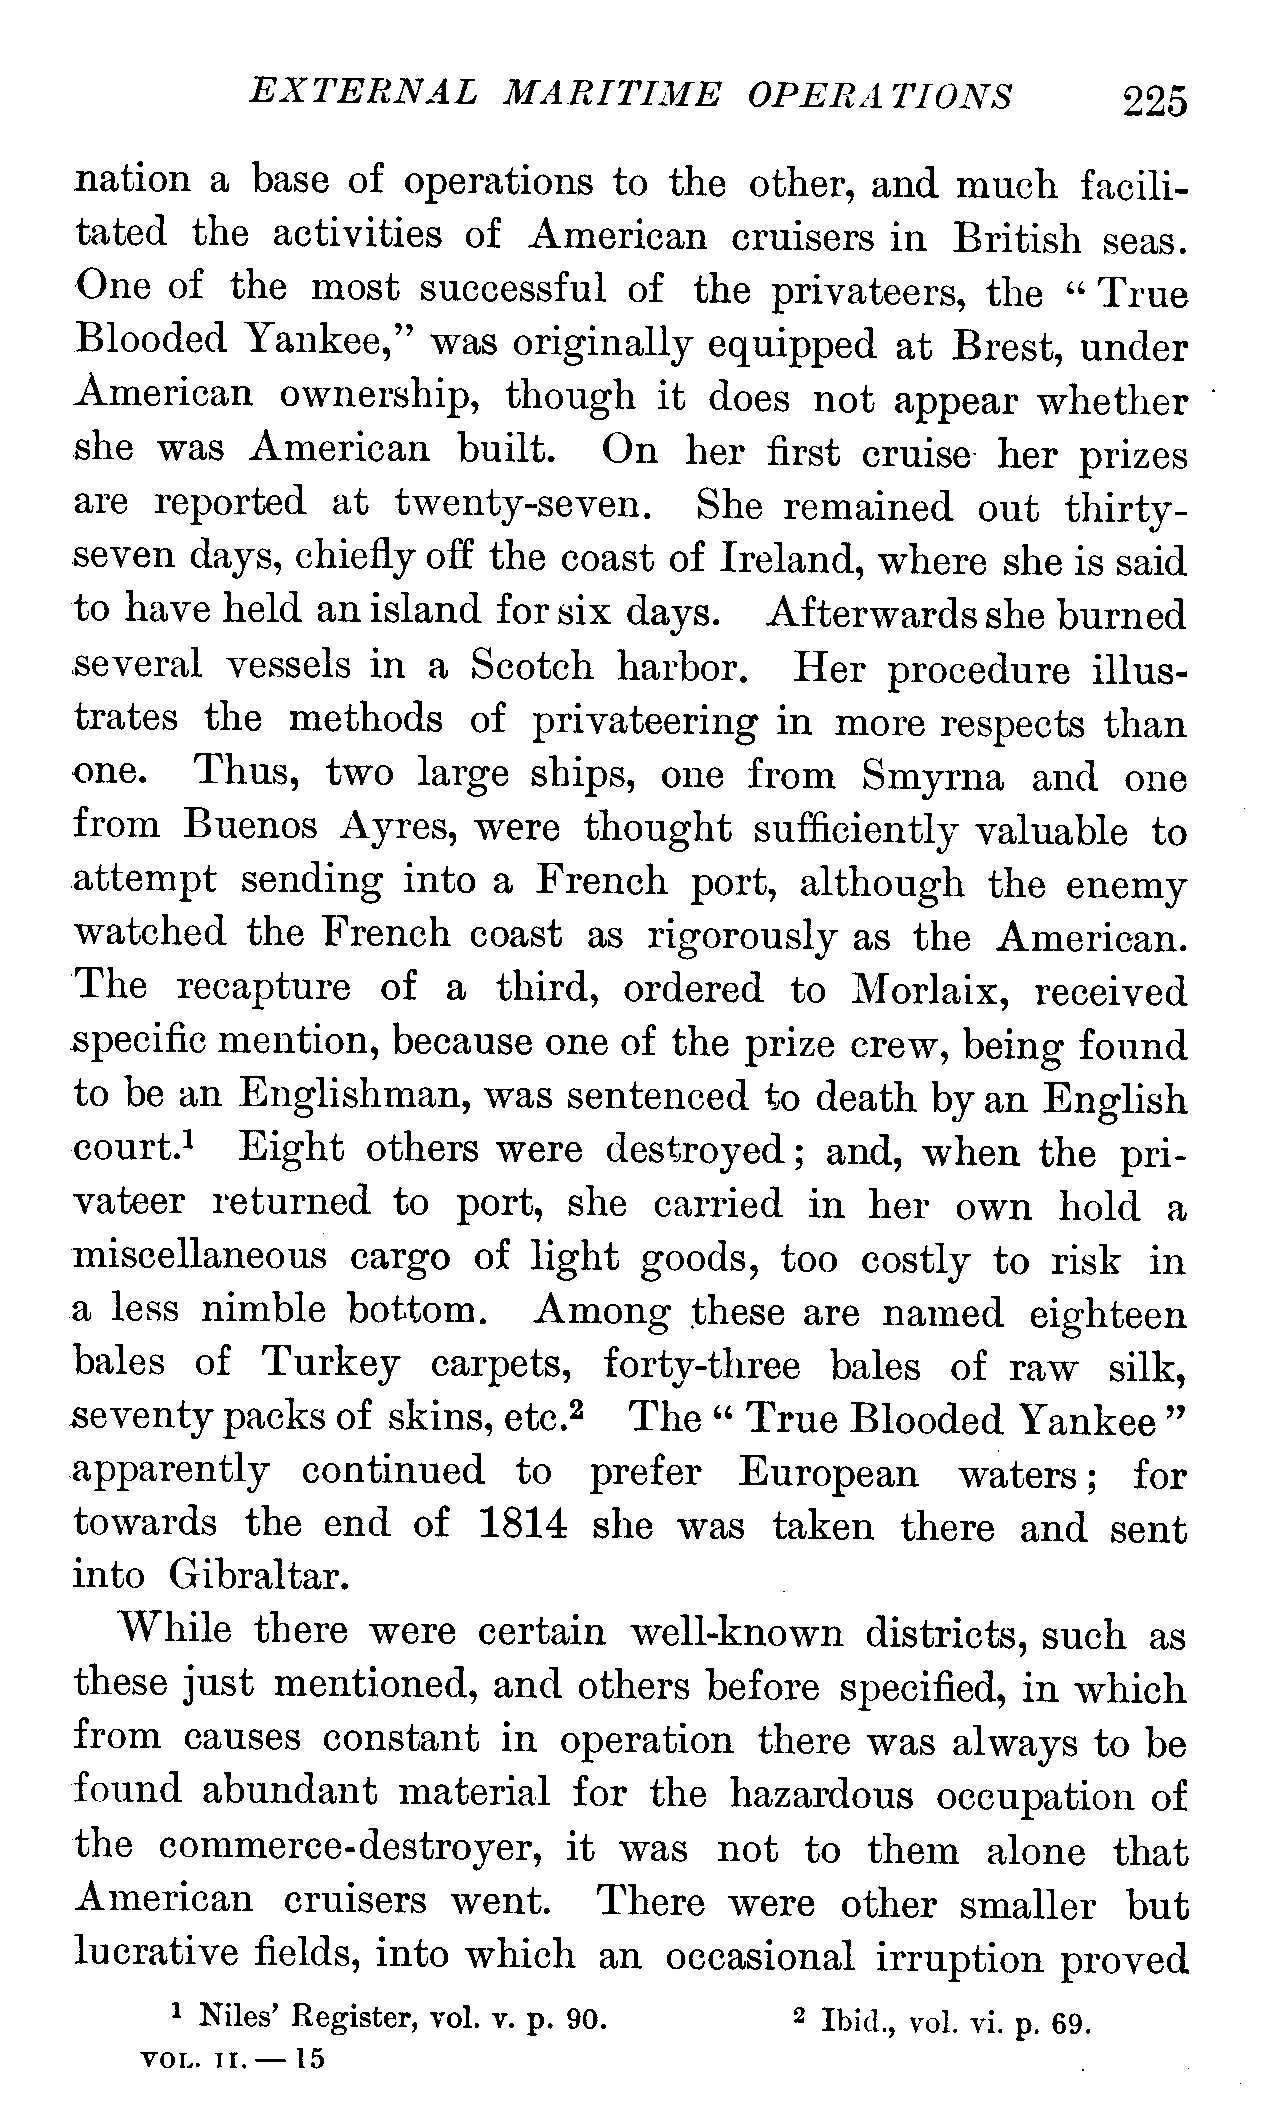 EXTERNAL MARITIME OPERATIONS 225
nation a base of operations to the other, and much facili-
tated the activities of American cruisers in British seas.
One of the most successful of the privateers, the “ True
Blooded Yankee,” was originally equipped at Brest, under
American ownership, though it does not appear whether
she was American built. On her first cruise her prizes
are reported at twenty-seven. She remained out thirty-
seven days, chiefly off the coast of Ireland, where she is said
to have held an island for six days. Afterwards she burned
several vessels in a Scotch harbor. Her procedure illus-
trates the methods of privateering in more respects than
one. Thus, two large ships, one from Smyrna and one
from Buenos Ayres, were thought sufficiently valuable to
attempt sending into a French port, although the enemy
watched the French coast as rigorously as the American.
The recapture of a third, ordered to Morlaix, received
specific mention, because one of the prize crew, being found
to be an Englishman, was sentenced to death by an English
court.¹ Eight others were destroyed; and, when the pri-
vateer returned to port, she carried in her own hold a
miscellaneous cargo of light goods, too costly to risk in
a less nimble bottom. Among these are named eighteen
bales of Turkey carpets, forty-three bales of raw silk,
seventy packs of skins, etc.² The “ True Blooded Yankee ”
apparently continued to prefer European waters; for
towards the end of 1814 she was taken there and sent
into Gibraltar.
While there were certain well-known districts, such as
these just mentioned, and others before specified, in which
from causes constant in operation there was always to be
found abundant material for the hazardous occupation of
the commerce-destroyer, it was not to them alone that
American cruisers went. There were other smaller but
lucrative fields, into which an occasional irruption proved
¹ Niles’ Register, vol. v. p. 90. ² Ibid., vol. vi. p. 69.
VOL. II. — 15